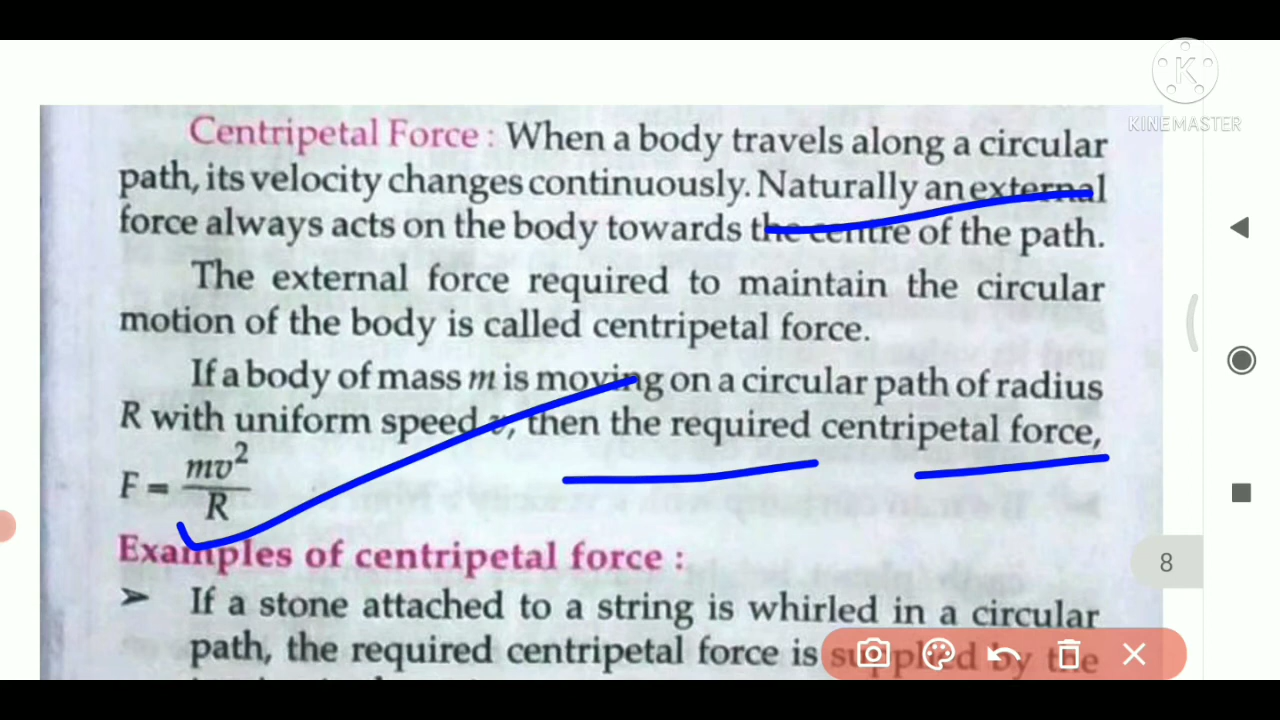 KINEMASTER
Centripetal Force : When a body travels along a circular
path, its velocity changes continuously. Naturally an external
force always acts on the body towards the centre of the path.
The external force required to maintain the circular
motion of the body is called centripetal force.
If a body of mass m is moving on a circular path of radius
R with uniform speed v, then the required centripetal force,
F = mv²/R
Examples of centripetal force :
➤ If a stone attached to a string is whirled in a circular
path, the required centripetal force is supplied by the
8